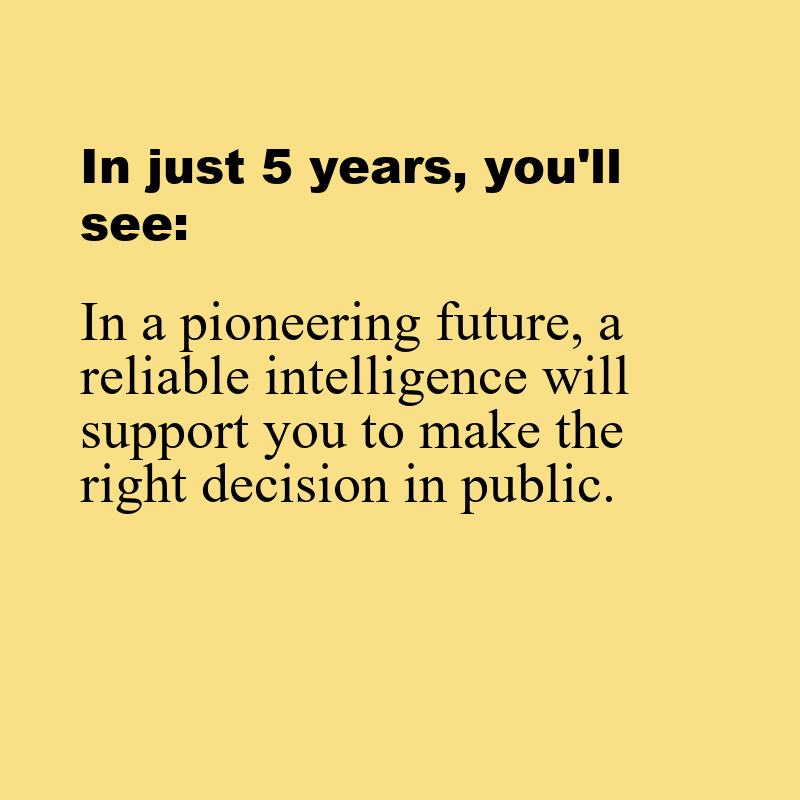 In just 5 years, you'll
see:
In a pioneering future, a
reliable intelligence will
support you to make the
right decision in public.